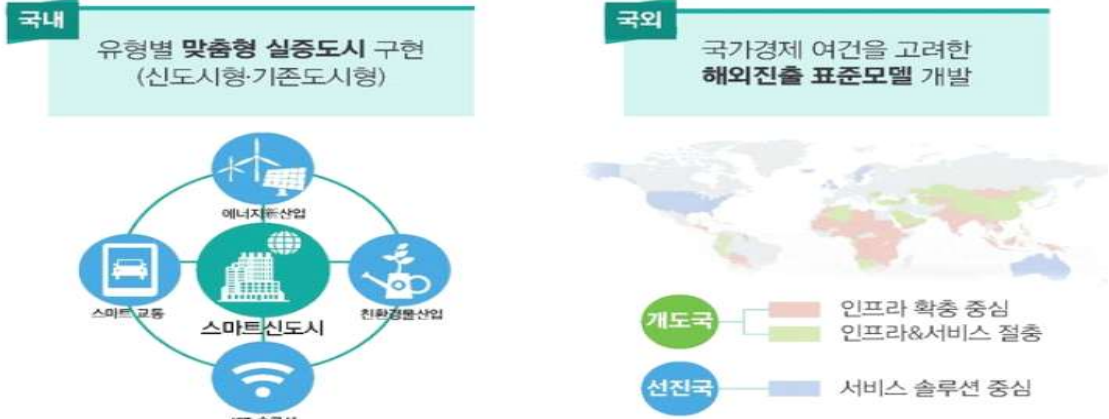 국내
유형별 맞춤형 실증도시 구현
(신도시형·기존도시형)
에너지新산업
스마트 교통
스마트신도시
친환경물산업
국외
국가경제 여건을 고려한
해외진출 표준모델 개발
개도국
인프라 확충 중심
인프라&서비스 절충
선진국
서비스 솔루션 중심